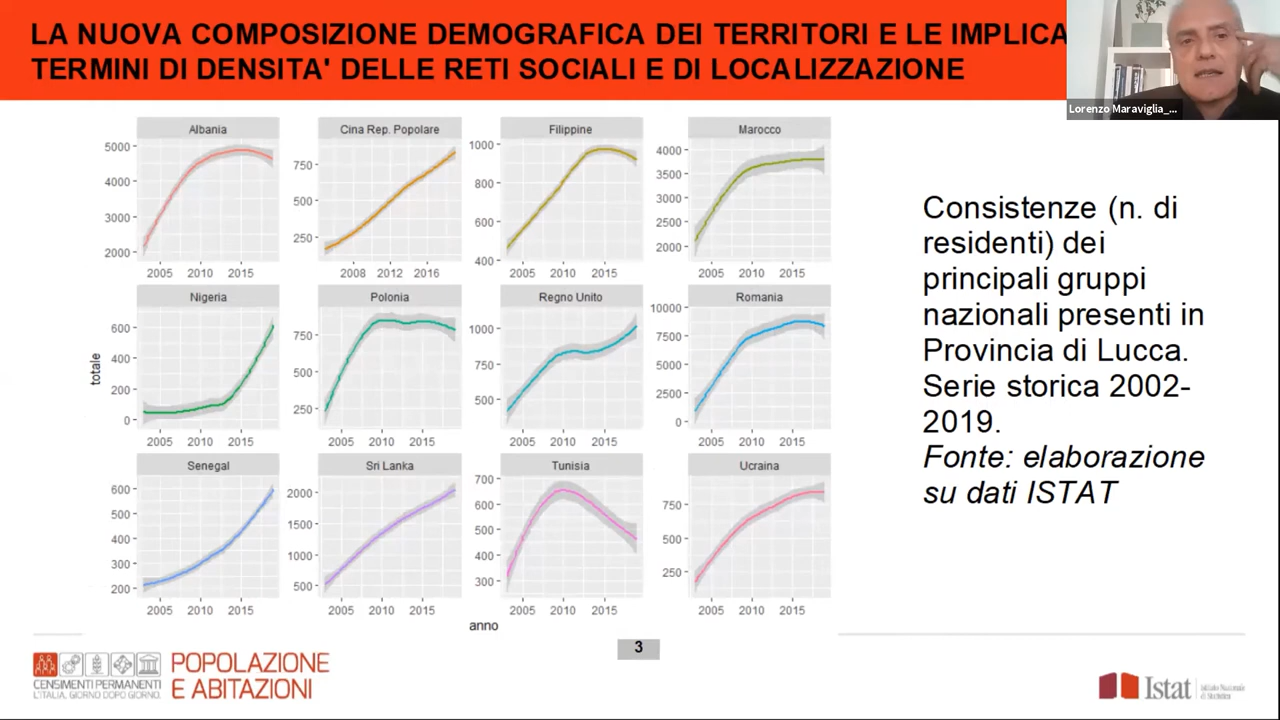 LA NUOVA COMPOSIZIONE DEMOGRAFICA DEI TERRITORI E LE IMPLICA
TERMINI DI DENSITA' DELLE RETI SOCIALI E DI LOCALIZZAZIONE
Lorenzo Maraviglia_...
Albania
5000
4000
3000
2000
2005 2010 2015
Cina Rep. Popolare
750
500
250
2008 2012 2016
Filippine
1000
800
600
400
2005 2010 2015
Marocco
4000
3500
3000
2500
2000
2005 2010 2015
totale
Nigeria
600
400
200
0
2005 2010 2015
Polonia
750
500
250
2005 2010 2015
Regno Unito
1000
750
500
2005 2010 2015
Romania
10000
7500
5000
2500
0
2005 2010 2015
Senegal
600
500
400
300
200
2005 2010 2015
Sri Lanka
2000
1500
1000
500
2005 2010 2015
Tunisia
700
600
500
400
300
2005 2010 2015
Ucraina
750
500
250
2005 2010 2015
anno
Consistenze (n. di
residenti) dei
principali gruppi
nazionali presenti in
Provincia di Lucca.
Serie storica 2002-
2019.
Fonte: elaborazione
su dati ISTAT
3
CENSIMENTI PERMANENTI
L'ITALIA, GIORNO DOPO GIORNO.
POPOLAZIONE
E ABITAZIONI
Istat
Istituto Nazionale
di Statistica